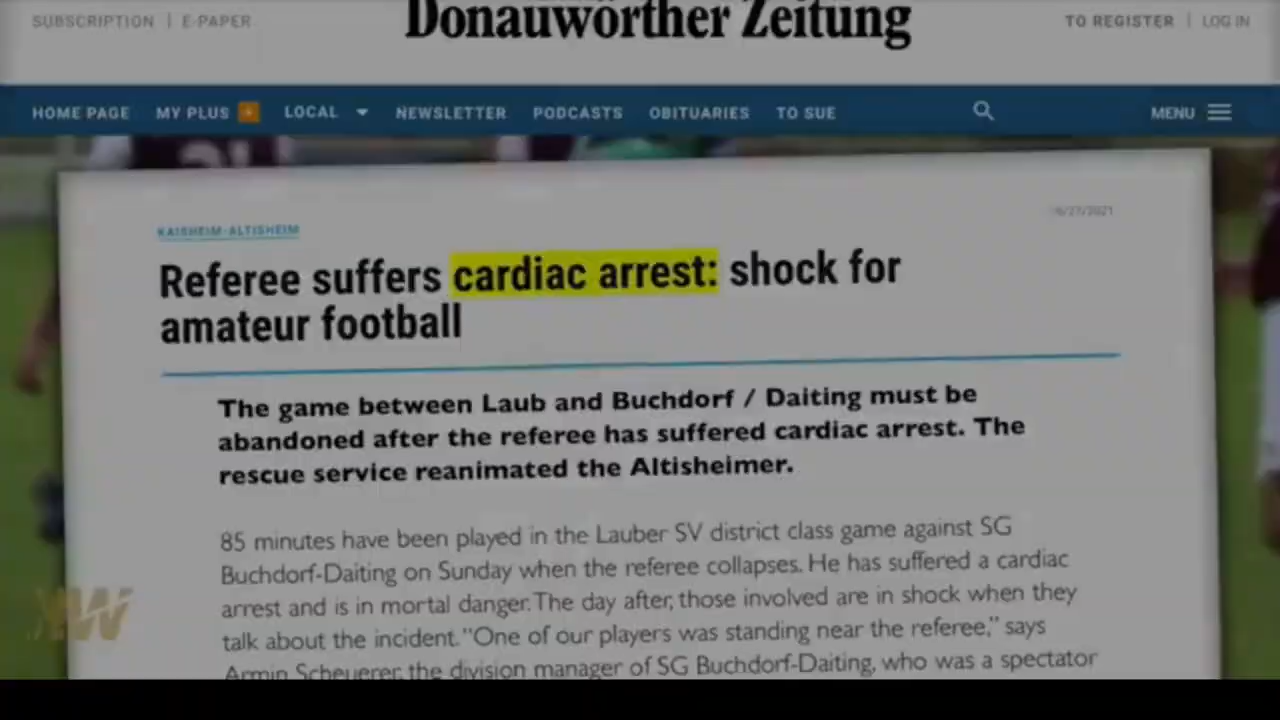 SUBSCRIPTION | E-PAPER
Donauwörther Zeitung
TO REGISTER | LOG IN
HOME PAGE MY PLUS + LOCAL NEWSLETTER PODCASTS OBITUARIES TO SUE MENU
KAISHEIM-ALTISHEIM
Referee suffers cardiac arrest: shock for
amateur football
The game between Laub and Buchdorf / Daiting must be
abandoned after the referee has suffered cardiac arrest. The
rescue service reanimated the Altisheimer.
85 minutes have been played in the Lauber SV district class game against SG
Buchdorf-Daiting on Sunday when the referee collapses. He has suffered a cardiac
arrest and is in mortal danger. The day after, those involved are in shock when they
talk about the incident. "One of our players was standing near the referee," says
Armin Scheuerer, the division manager of SG Buchdorf-Daiting, who was a spectator